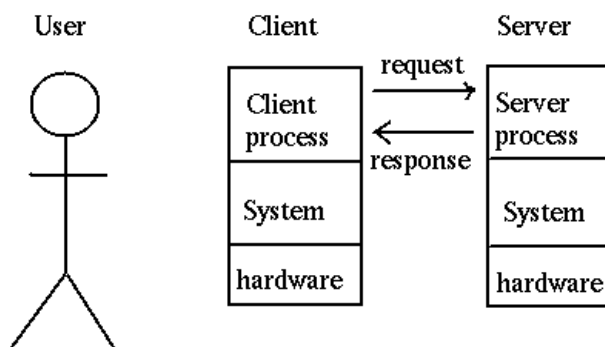 User
Client
Server
request
Client
process
Server
process
response
System
System
hardware
hardware